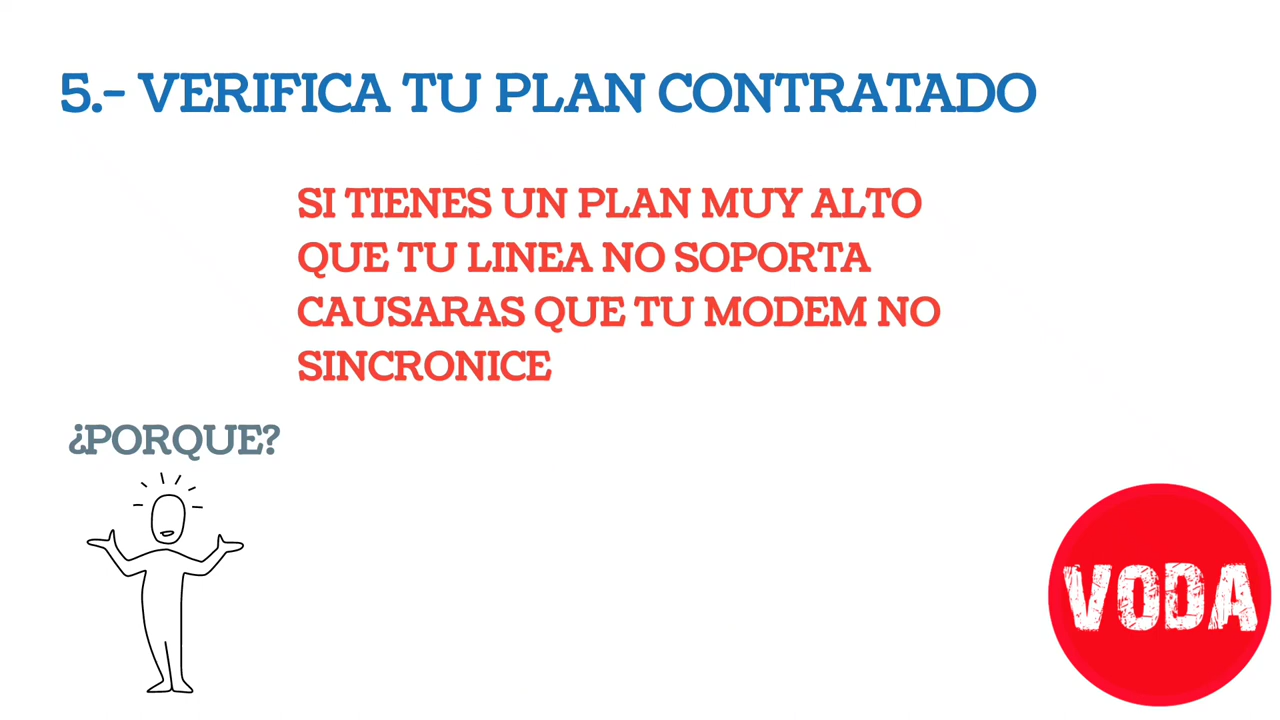 5.- VERIFICA TU PLAN CONTRATADO
SI TIENES UN PLAN MUY ALTO
QUE TU LINEA NO SOPORTA
CAUSARAS QUE TU MODEM NO
SINCRONICE
¿PORQUE?
VODA